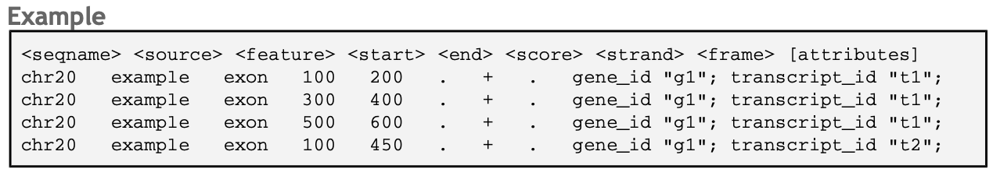 Example
<seqname> <source> <feature> <start> <end> <score> <strand> <frame> [attributes]
chr20   example   exon   100   200   .   +   .   gene_id "g1"; transcript_id "t1";
chr20   example   exon   300   400   .   +   .   gene_id "g1"; transcript_id "t1";
chr20   example   exon   500   600   .   +   .   gene_id "g1"; transcript_id "t1";
chr20   example   exon   100   450   .   +   .   gene_id "g1"; transcript_id "t2";